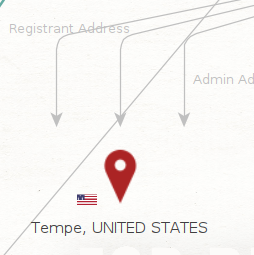 Registrant Address
Admin Ad
Tempe, UNITED STATES